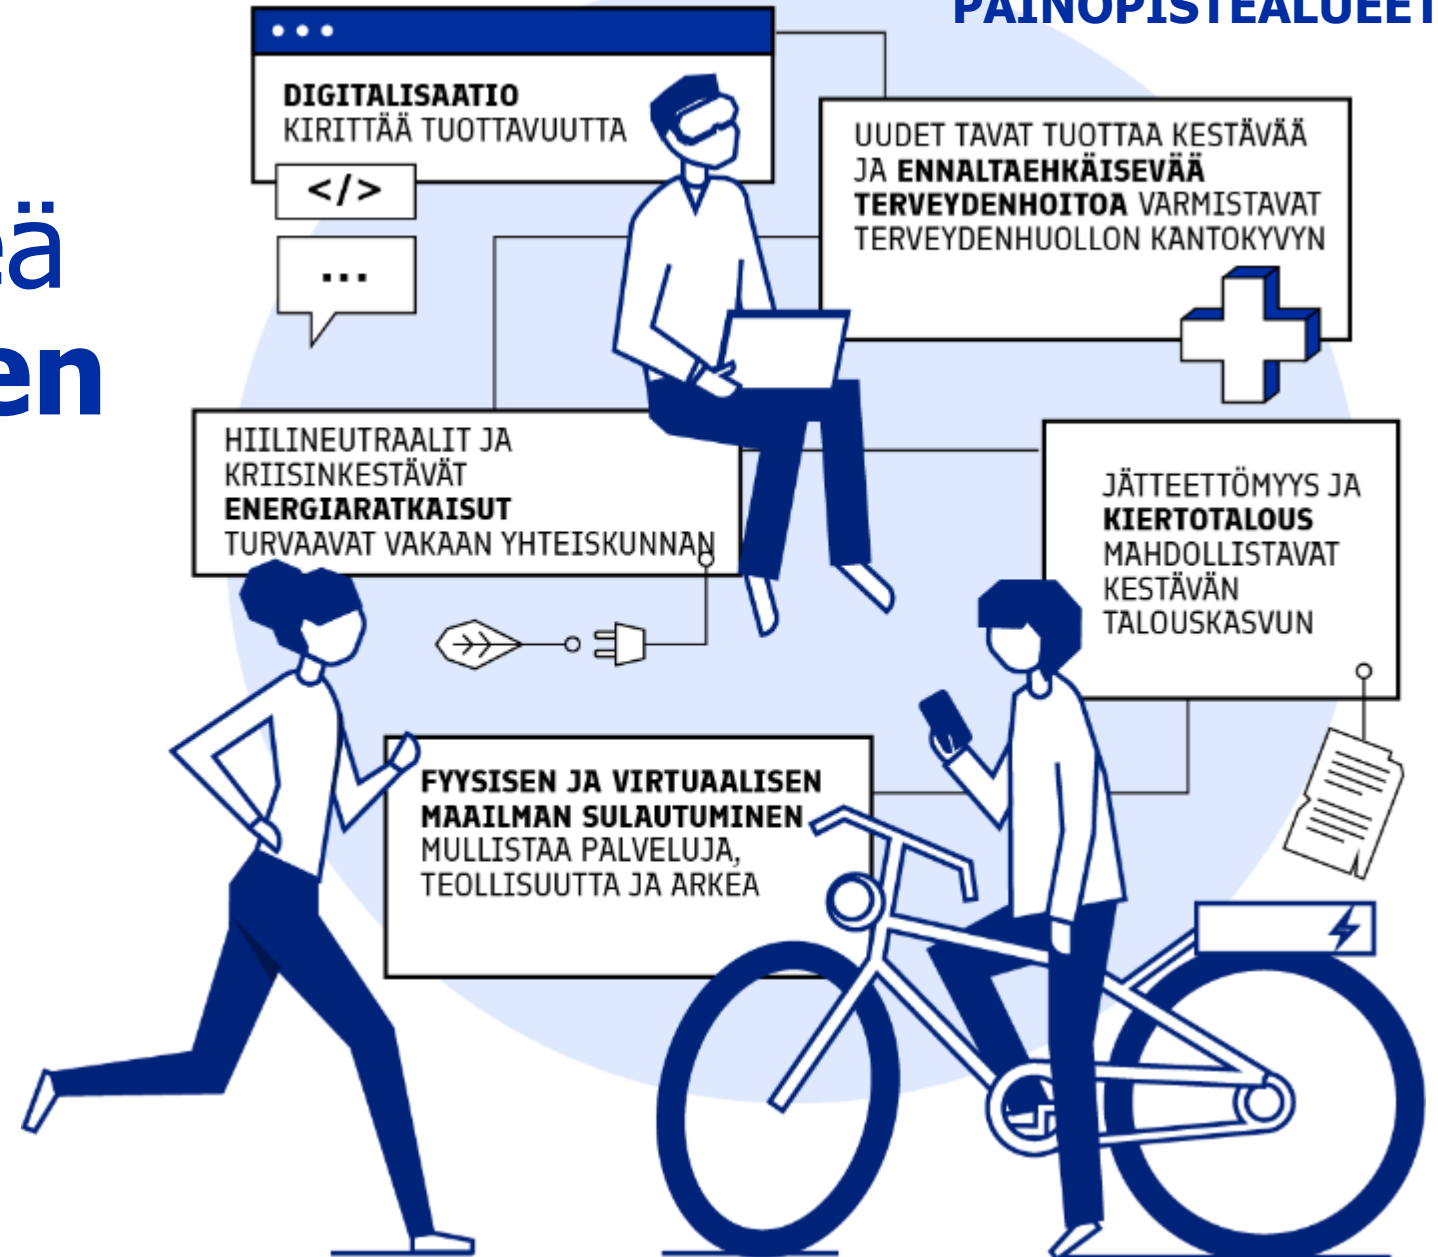 PAINOPISTEALUEET
DIGITALISAATIO
KIRITTÄÄ TUOTTAVUUTTA
</>
...
UUDET TAVAT TUOTTAA KESTÄVÄÄ
JA ENNALTAEHKÄISEVÄÄ
TERVEYDENHOITOA VARMISTAVAT
TERVEYDENHUOLLON KANTOKYVYN
HIILINEUTRAALIT JA
KRIISINKESTÄVÄT
ENERGIARATKAISUT
TURVAAVAT VAKAAN YHTEISKUNNAN
JÄTTEETTÖMYYS JA
KIERTOTALOUS
MAHDOLLISTAVAT
KESTÄVÄN
TALOUSKASVUN
FYYSISEN JA VIRTUAALISEN
MAAILMAN SULAUTUMINEN
MULLISTAA PALVELUJA,
TEOLLISUUTTA JA ARKEA